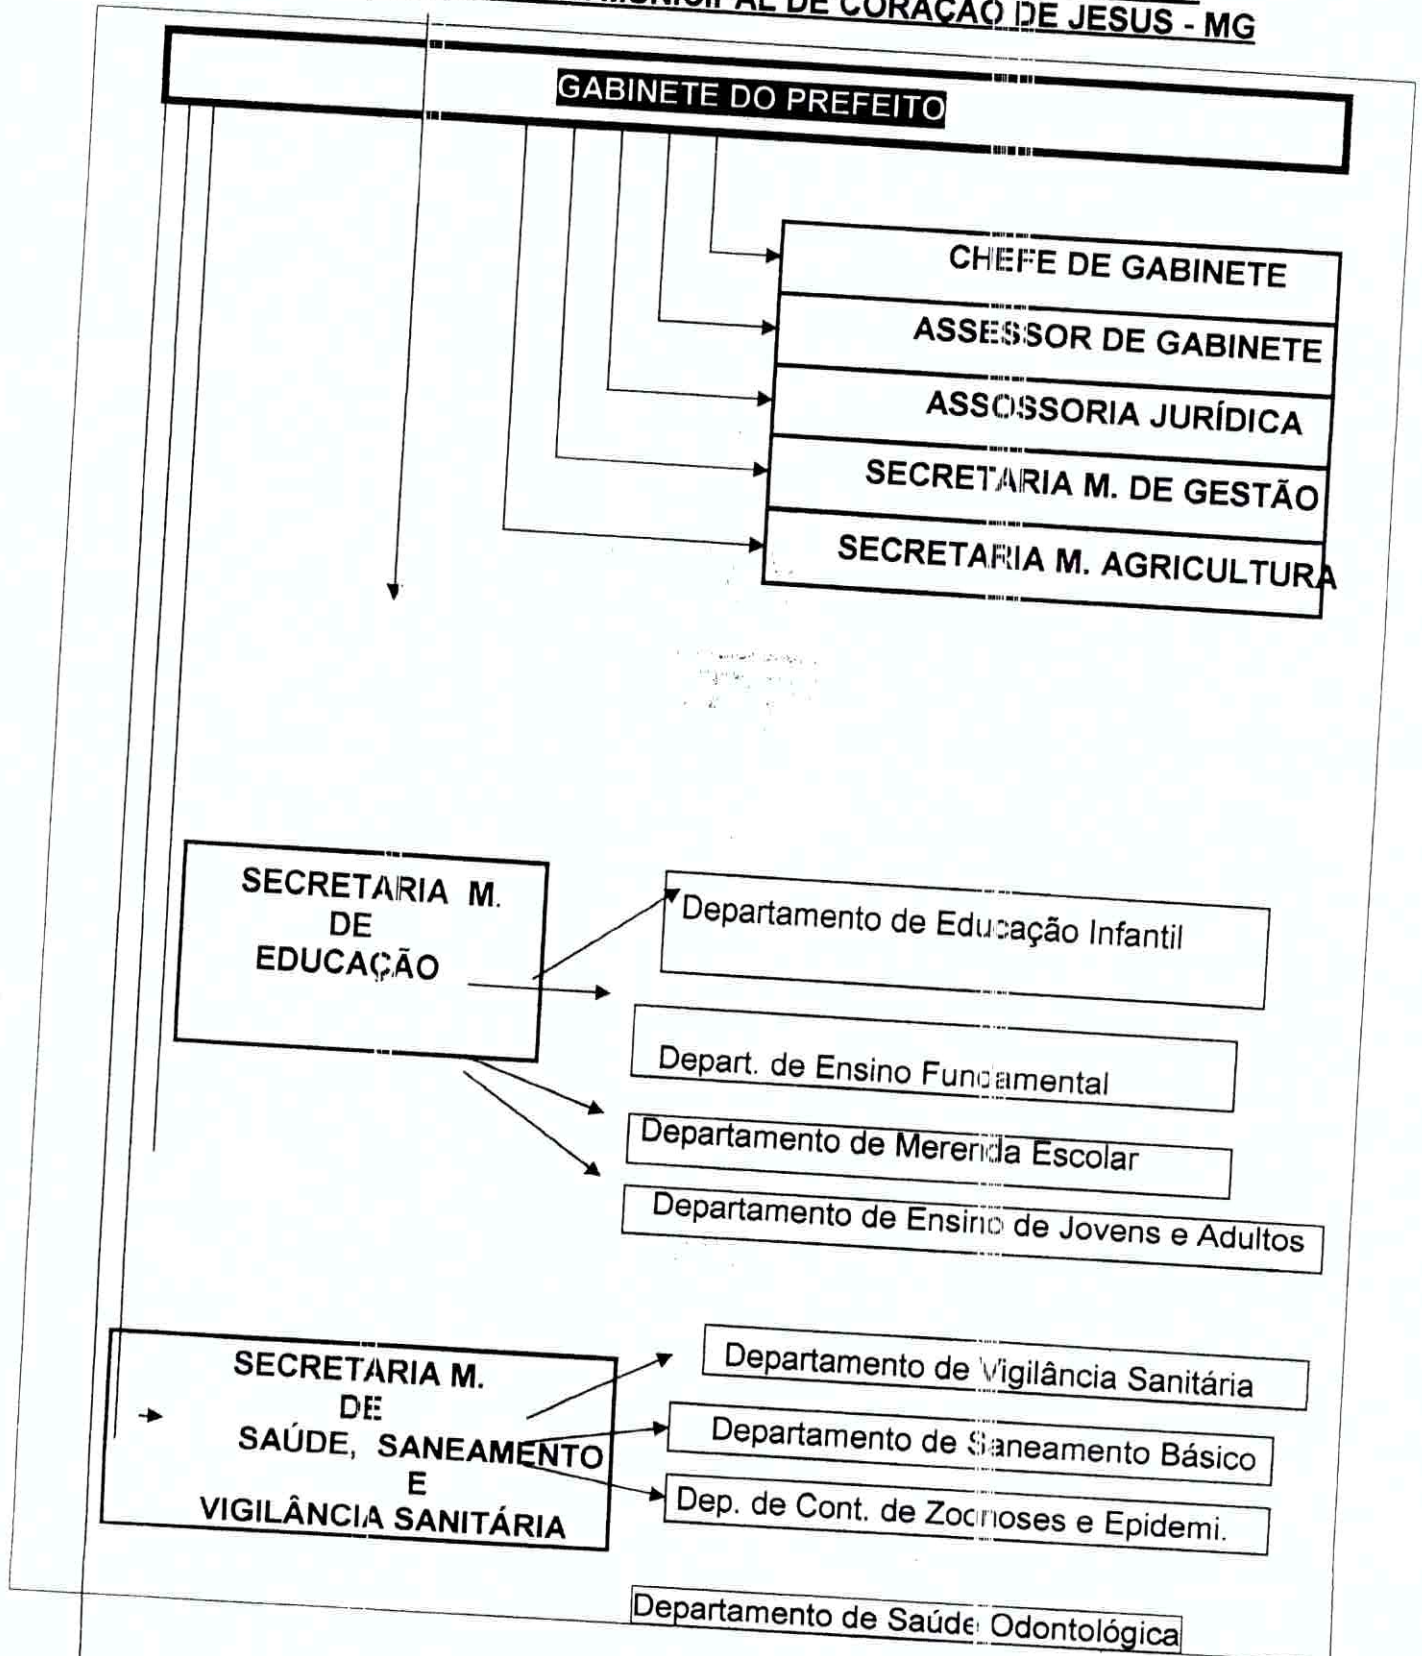 MUNICIPAL DE CORAÇÃO DE JESUS - MG
GABINETE DO PREFEITO
CHEFE DE GABINETE
ASSESSOR DE GABINETE
ASSOSSORIA JURÍDICA
SECRETARIA M. DE GESTÃO
SECRETARIA M. AGRICULTURA
SECRETARIA M.
DE
EDUCAÇÃO
Departamento de Educação Infantil
Depart. de Ensino Fundamental
Departamento de Merenda Escolar
Departamento de Ensino de Jovens e Adultos
SECRETARIA M.
DE
SAÚDE, SANEAMENTO
E
VIGILÂNCIA SANITÁRIA
Departamento de Vigilância Sanitária
Departamento de Saneamento Básico
Dep. de Cont. de Zoonoses e Epidemi.
Departamento de Saúde Odontológica